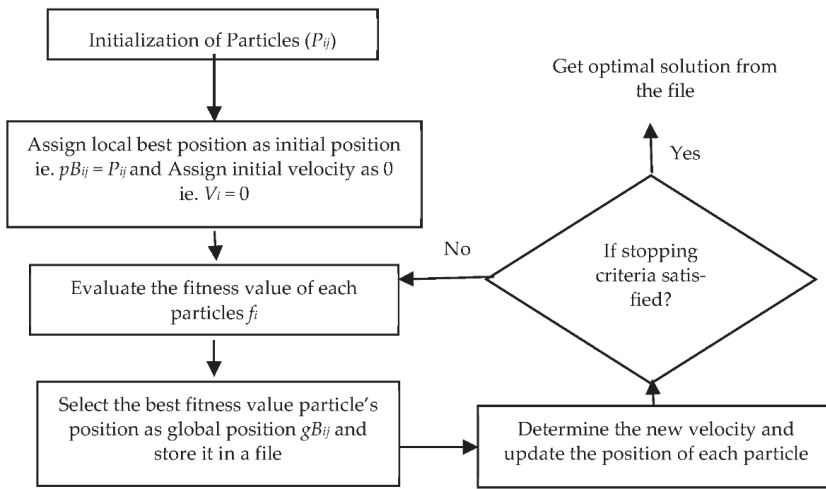 Initialization of Particles (Pij)
Assign local best position as initial position
ie. pBij = Pij and Assign initial velocity as 0
ie. Vi = 0
Evaluate the fitness value of each
particles fi
Select the best fitness value particle's
position as global position gBij and
store it in a file
Determine the new velocity and
update the position of each particle
If stopping
criteria satis-
fied?
No
Yes
Get optimal solution from
the file